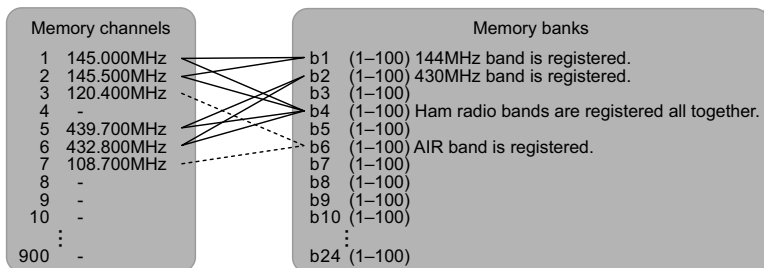 Memory channels
1 145.000MHz
2 145.500MHz
3 120.400MHz
4 -
5 439.700MHz
6 432.800MHz
7 108.700MHz
8 -
9 -
10 -
⋮
900 -
Memory banks
b1 (1–100) 144MHz band is registered.
b2 (1–100) 430MHz band is registered.
b3 (1–100)
b4 (1–100) Ham radio bands are registered all together.
b5 (1–100)
b6 (1–100) AIR band is registered.
b7 (1–100)
b8 (1–100)
b9 (1–100)
b10 (1–100)
⋮
b24 (1–100)